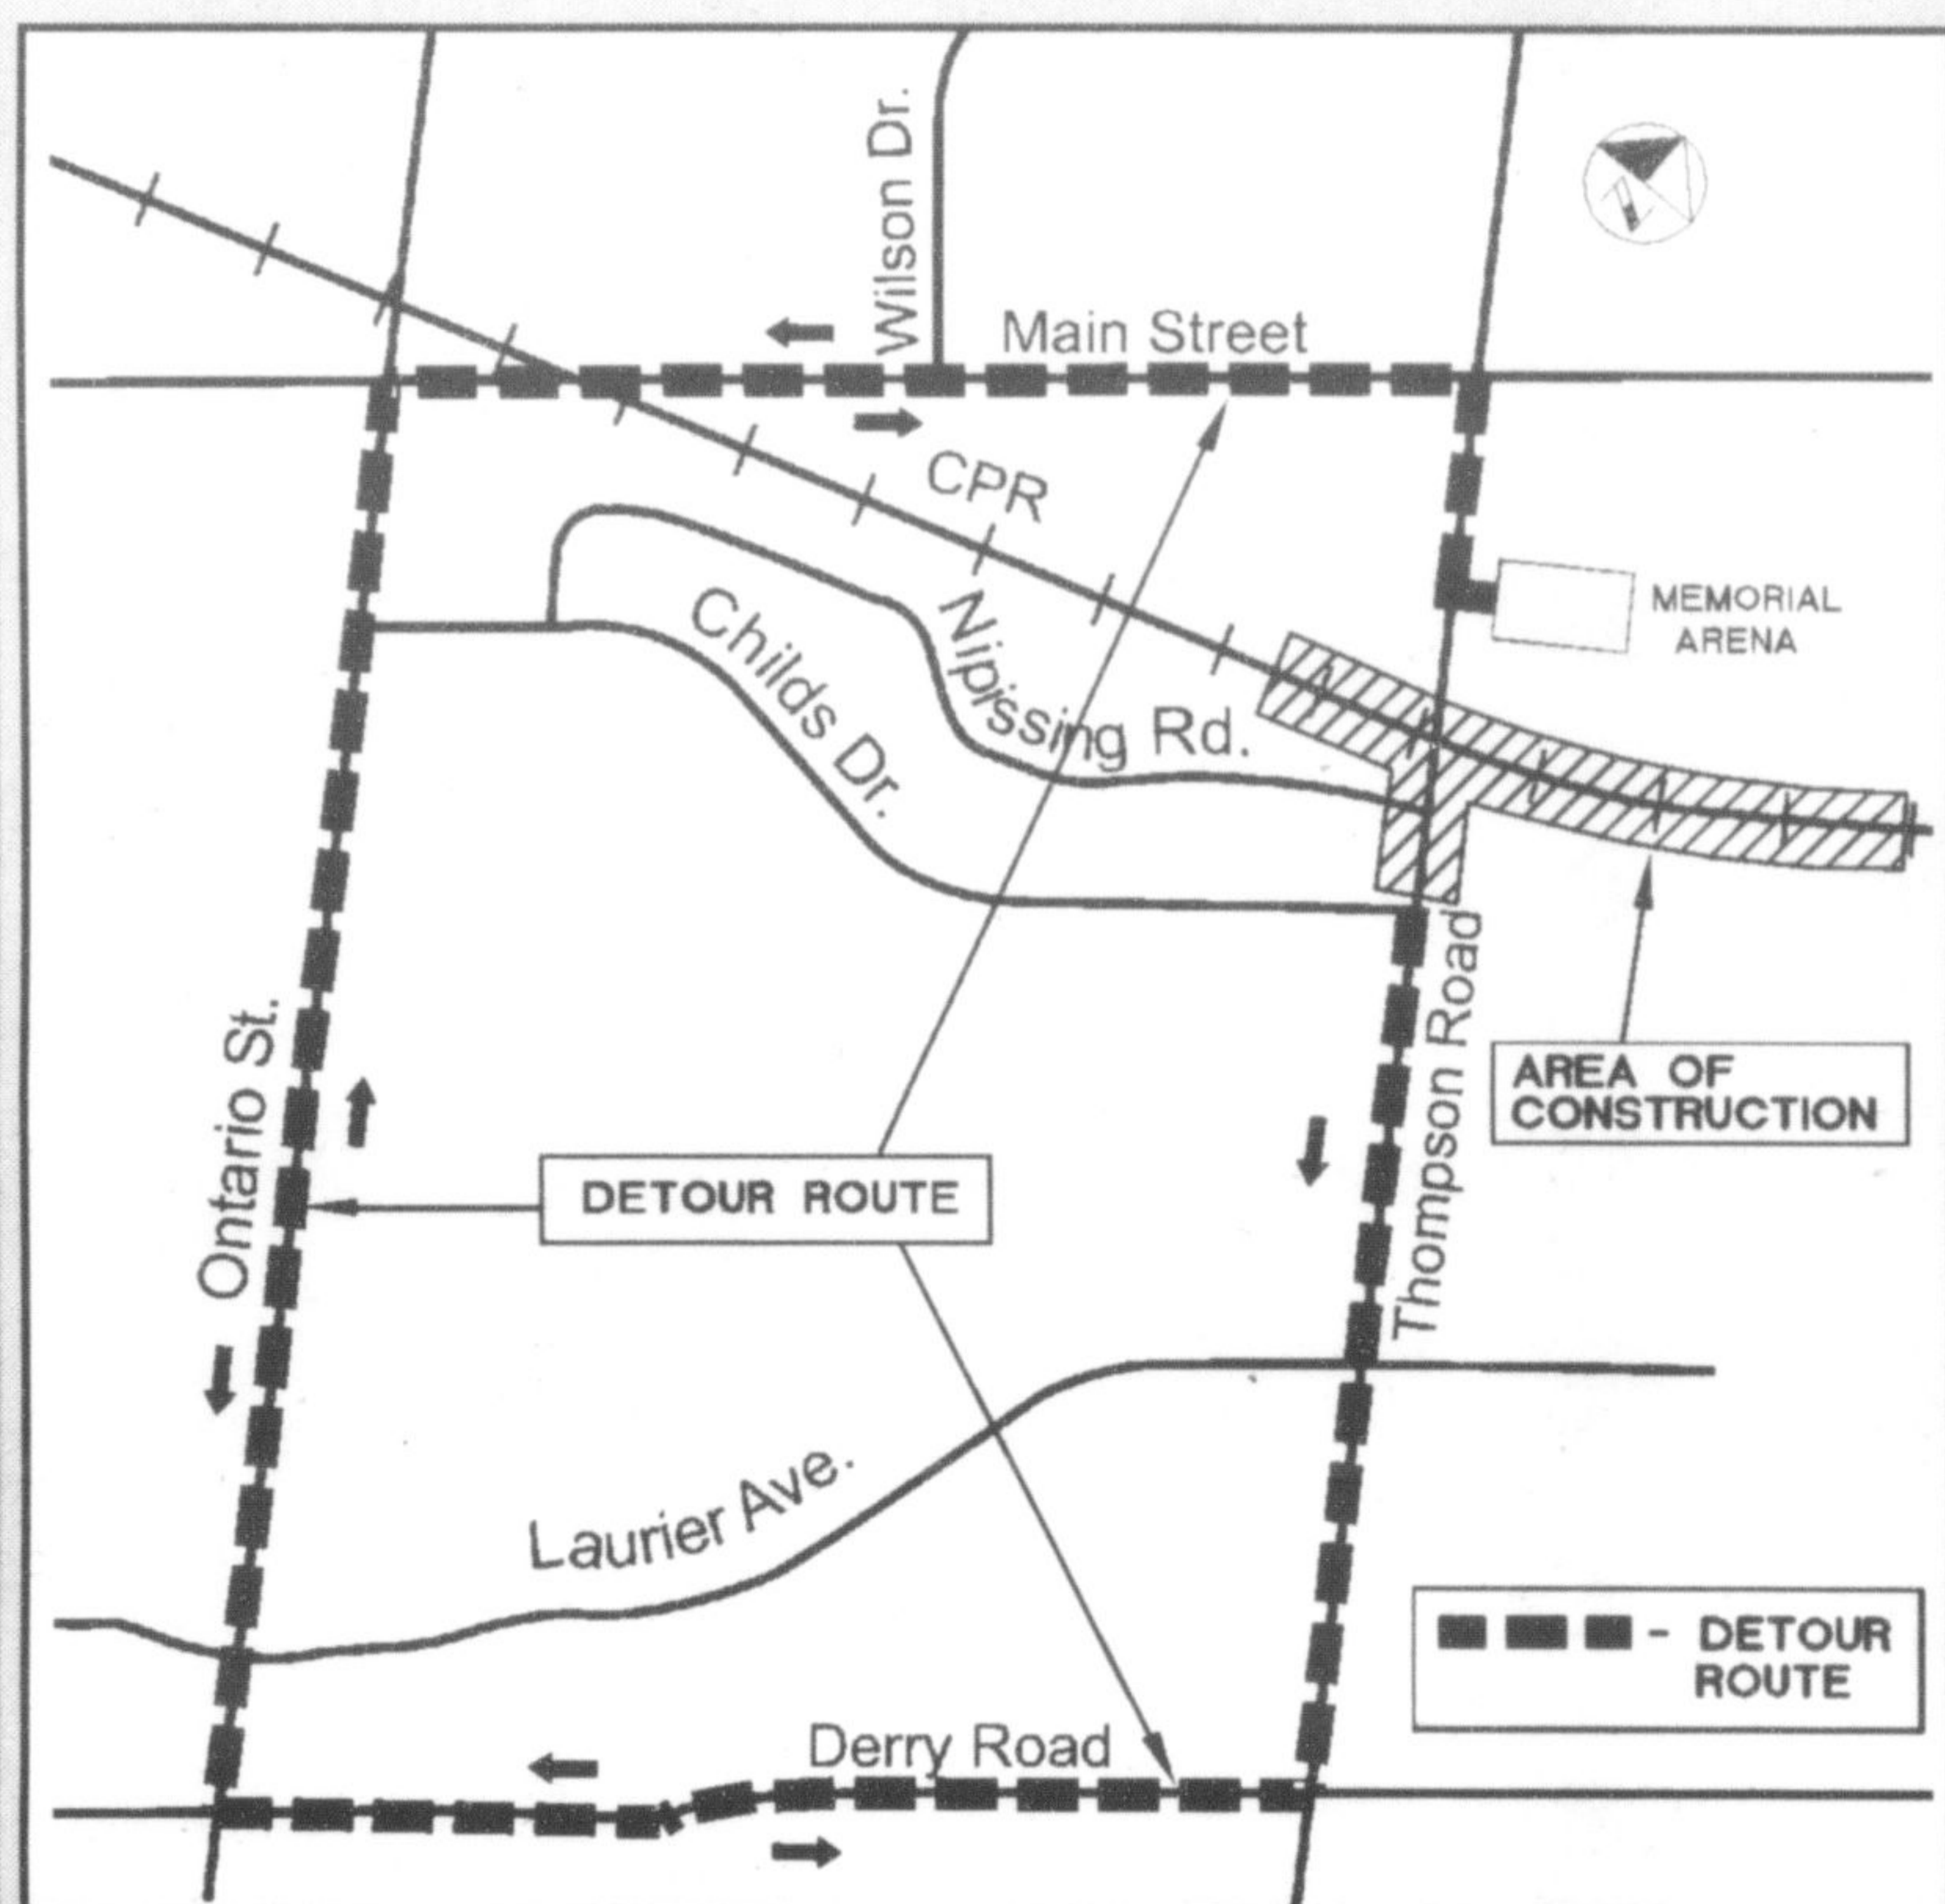 Wilson Dr.
N
Main Street
CPR
MEMORIAL
ARENA
Nipissing Rd.
Childs Dr.
Thompson Road
AREA OF
CONSTRUCTION
Ontario St.
DETOUR ROUTE
Laurier Ave.
- DETOUR
ROUTE
Derry Road